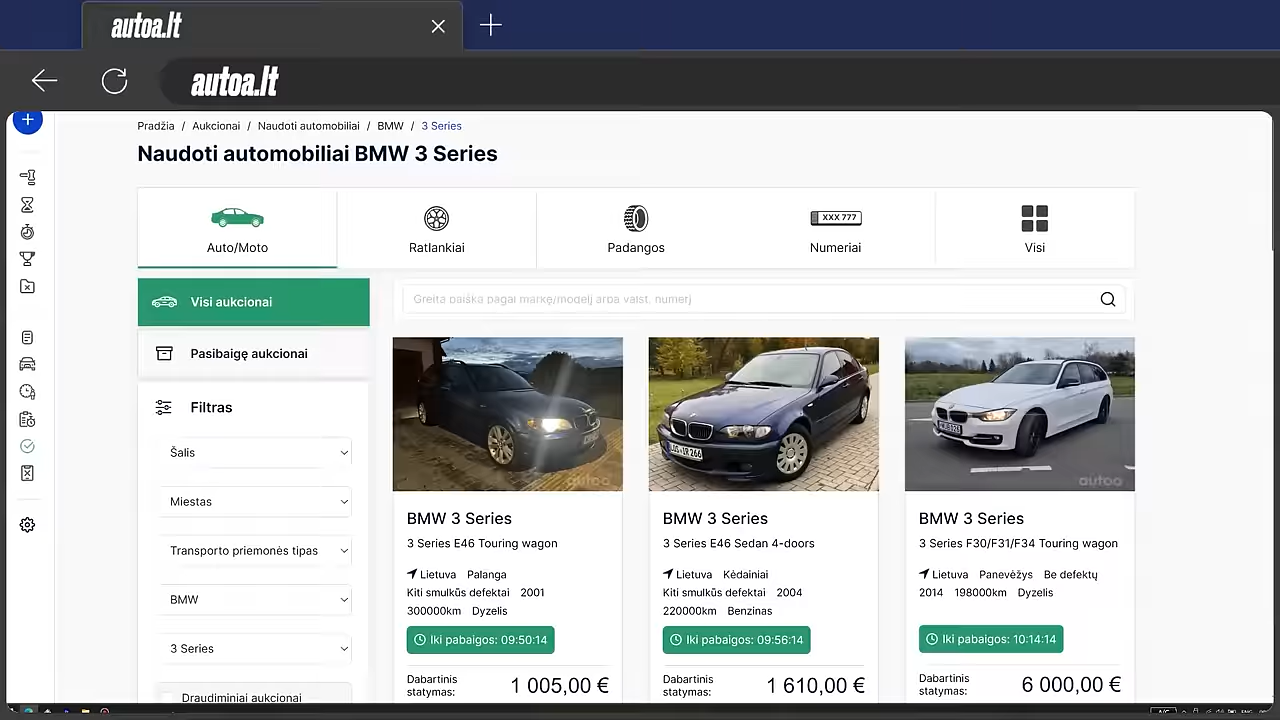 autoa.lt
autoa.lt
Pradžia / Aukcionai / Naudoti automobiliai / BMW / 3 Series
Naudoti automobiliai BMW 3 Series
XXX 777
Auto/Moto
Ratlankiai
Padangos
Numeriai
Visi
Visi aukcionai
Greita paiška pagal markę/modelį arba valst. numerį
Pasibaigę aukcionai
Filtras
Šalis
Miestas
Transporto priemonės tipas
BMW
3 Series
Draudiminiai aukcionai
autoa
BMW 3 Series
3 Series E46 Touring wagon
Lietuva Palanga
Kiti smulkūs defektai 2001
300000km Dyzelis
Iki pabaigos: 09:50:14
Dabartinis
statymas:
1 005,00 €
BMW 3 Series
3 Series E46 Sedan 4-doors
Lietuva Kėdainiai
Kiti smulkūs defektai 2004
220000km Benzinas
Iki pabaigos: 09:56:14
Dabartinis
statymas:
1 610,00 €
autoa
BMW 3 Series
3 Series F30/F31/F34 Touring wagon
Lietuva Panevėžys Be defektų
2014 198000km Dyzelis
Iki pabaigos: 10:14:14
Dabartinis
statymas:
6 000,00 €